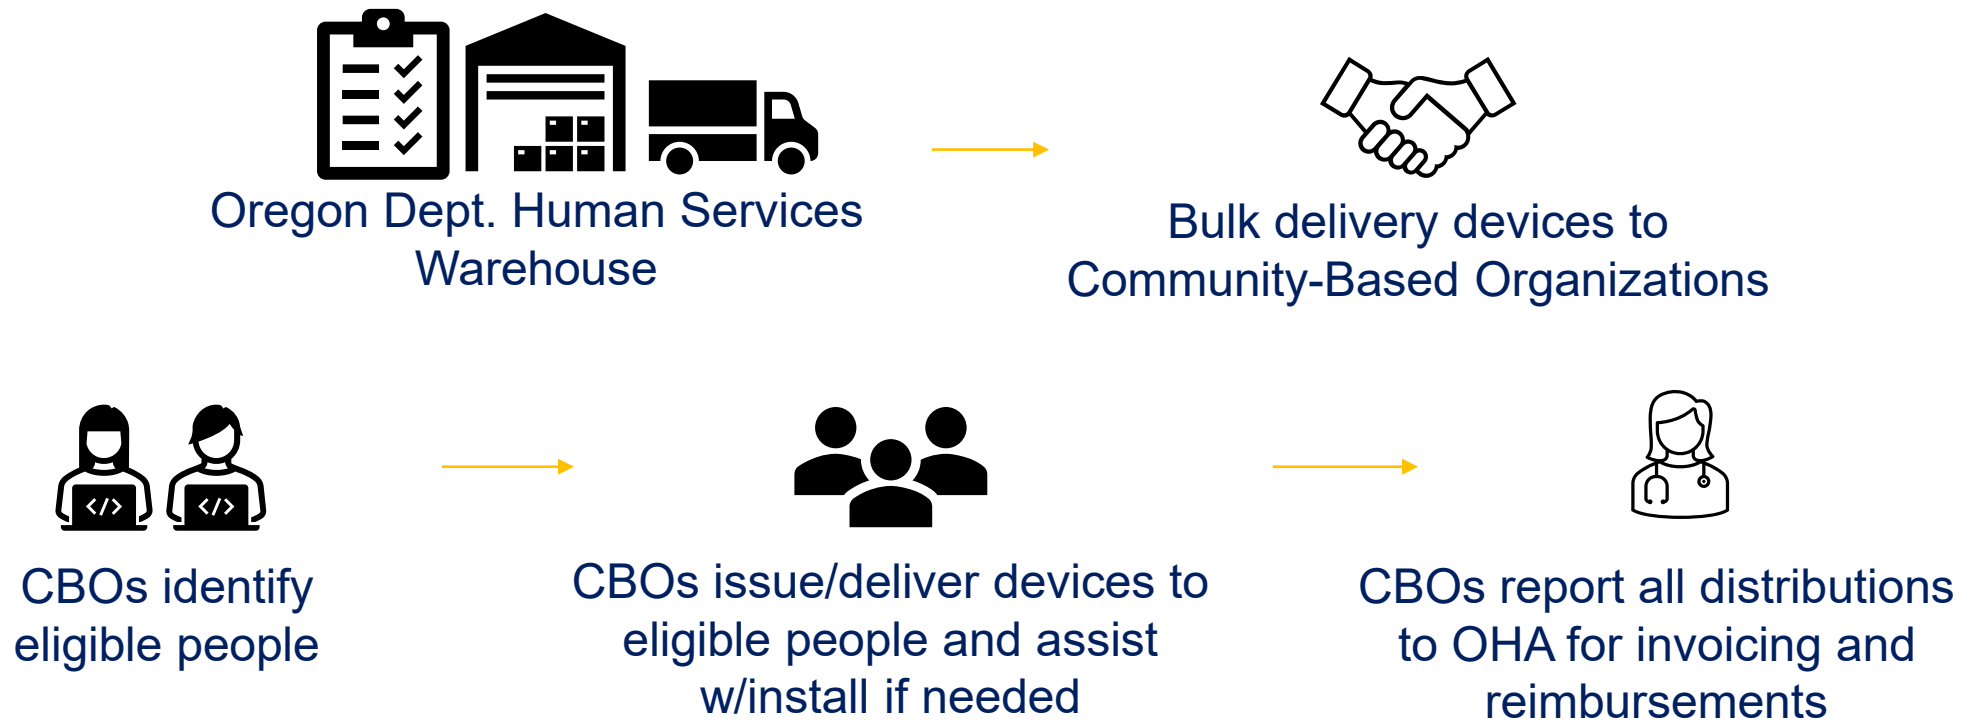 Oregon Dept. Human Services
Warehouse
Bulk delivery devices to
Community-Based Organizations
</>
</>
CBOs identify
eligible people
CBOs issue/deliver devices to
eligible people and assist
w/install if needed
CBOs report all distributions
to OHA for invoicing and
reimbursements